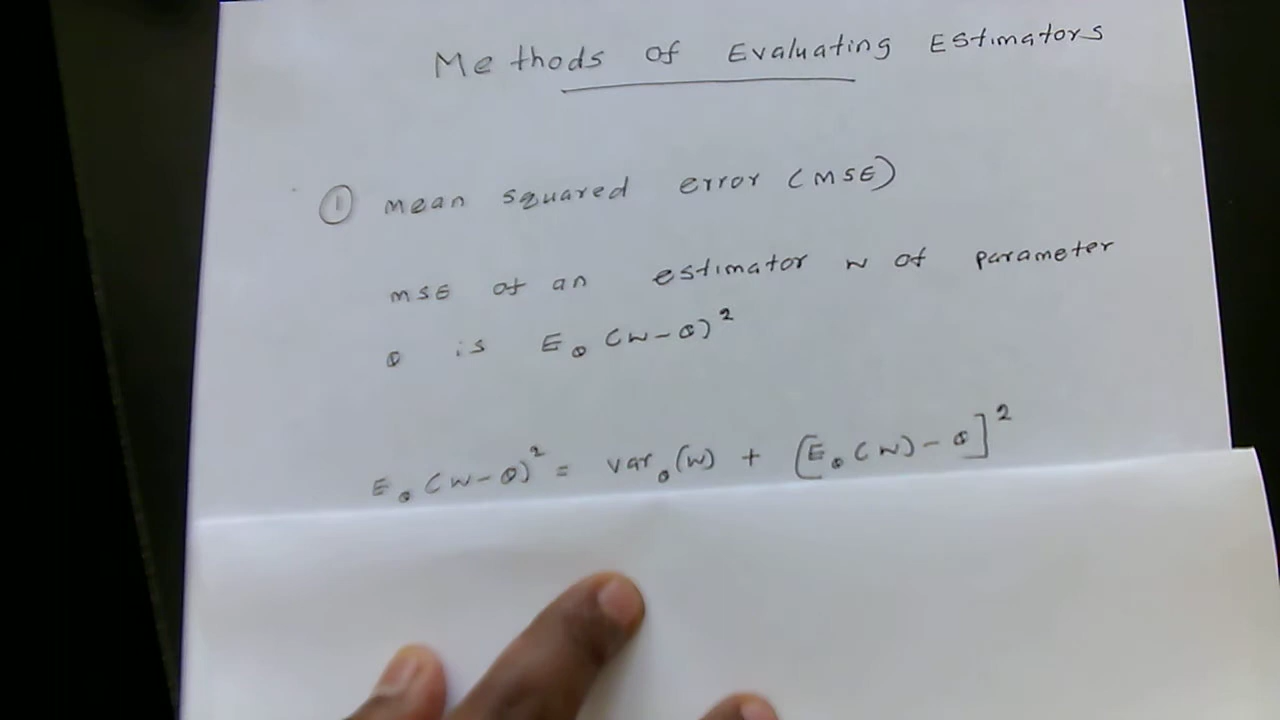 Methods of Evaluating Estimators
① mean squared error (MSE)
MSE of an estimator W of parameter
θ is E_θ (W-θ)²
E_θ (W-θ)² = var_θ (W) + [E_θ (W) - θ]²